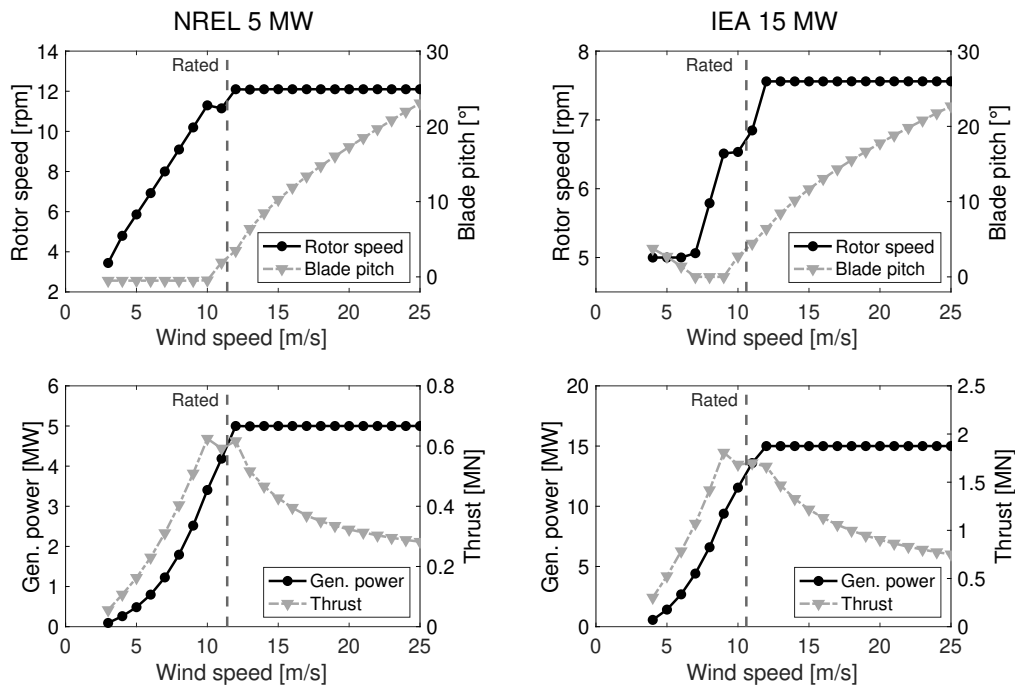 NREL 5 MW
14
12
10
8
6
4
2
Rotor speed [rpm]
30
20
10
0
Blade pitch [°]
Rated
Rotor speed
Blade pitch
0 5 10 15 20 25
Wind speed [m/s]
IEA 15 MW
8
7
6
5
Rotor speed [rpm]
30
20
10
0
Blade pitch [°]
Rated
Rotor speed
Blade pitch
0 5 10 15 20 25
Wind speed [m/s]
6
5
4
3
2
1
0
Gen. power [MW]
0.8
0.6
0.4
0.2
0
Thrust [MN]
Rated
Gen. power
Thrust
0 5 10 15 20 25
Wind speed [m/s]
20
15
10
5
0
Gen. power [MW]
2.5
2
1.5
1
0.5
0
Thrust [MN]
Rated
Gen. power
Thrust
0 5 10 15 20 25
Wind speed [m/s]